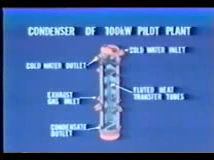 CONDENSER OF 100kW PILOT PLANT
COLD WATER INLET
COLD WATER OUTLET
FLUTED HEAT
TRANSFER TUBES
EXHAUST
GAS INLET
CONDENSATE
OUTLET